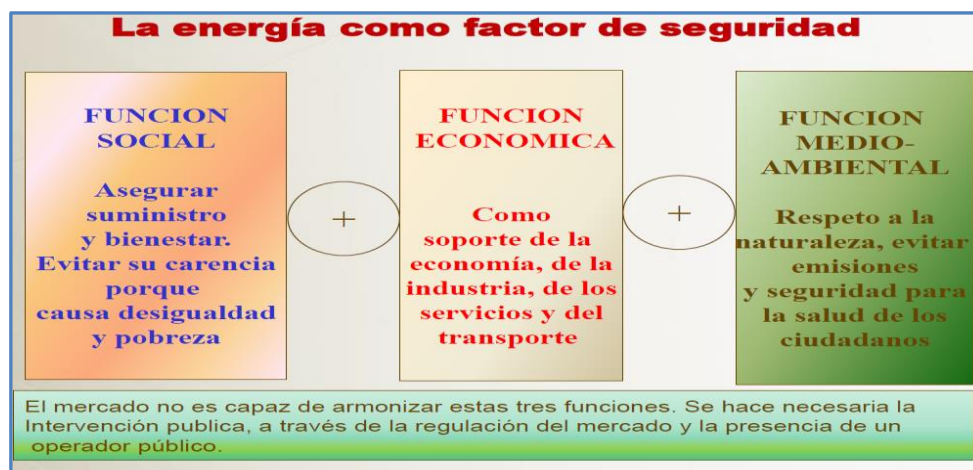 La energía como factor de seguridad
FUNCION
SOCIAL
Asegurar
suministro
y bienestar.
Evitar su carencia
porque
causa desigualdad
y pobreza
+
FUNCION
ECONOMICA
Como
soporte de la
economía, de la
industria, de los
servicios y del
transporte
+
FUNCION
MEDIO-
AMBIENTAL
Respeto a la
naturaleza, evitar
emisiones
y seguridad para
la salud de los
ciudadanos
El mercado no es capaz de armonizar estas tres funciones. Se hace necesaria la
Intervención publica, a través de la regulación del mercado y la presencia de un
operador público.